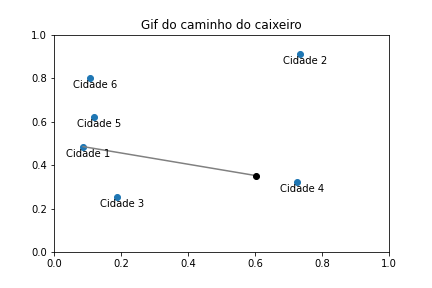 Gif do caminho do caixeiro
1.0
Cidade 2
0.8
Cidade 6
0.6
Cidade 5
Cidade 1
0.4
Cidade 4
Cidade 3
0.2
0.0
0.0 0.2 0.4 0.6 0.8 1.0